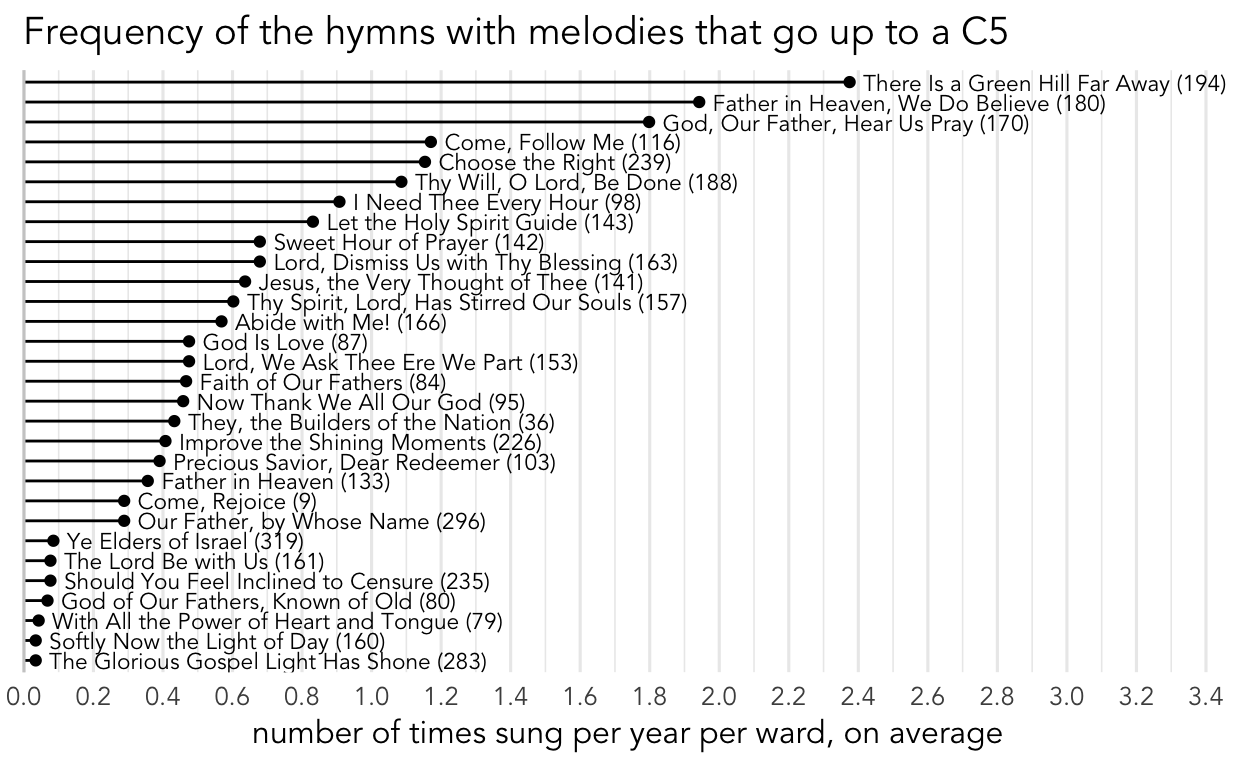 Frequency of the hymns with melodies that go up to a C5
There Is a Green Hill Far Away (194)
Father in Heaven, We Do Believe (180)
God, Our Father, Hear Us Pray (170)
Come, Follow Me (116)
Choose the Right (239)
Thy Will, O Lord, Be Done (188)
I Need Thee Every Hour (98)
Let the Holy Spirit Guide (143)
Sweet Hour of Prayer (142)
Lord, Dismiss Us with Thy Blessing (163)
Jesus, the Very Thought of Thee (141)
Thy Spirit, Lord, Has Stirred Our Souls (157)
Abide with Me! (166)
God Is Love (87)
Lord, We Ask Thee Ere We Part (153)
Faith of Our Fathers (84)
Now Thank We All Our God (95)
They, the Builders of the Nation (36)
Improve the Shining Moments (226)
Precious Savior, Dear Redeemer (103)
Father in Heaven (133)
Come, Rejoice (9)
Our Father, by Whose Name (296)
Ye Elders of Israel (319)
The Lord Be with Us (161)
Should You Feel Inclined to Censure (235)
God of Our Fathers, Known of Old (80)
With All the Power of Heart and Tongue (79)
Softly Now the Light of Day (160)
The Glorious Gospel Light Has Shone (283)
0.0 0.2 0.4 0.6 0.8 1.0 1.2 1.4 1.6 1.8 2.0 2.2 2.4 2.6 2.8 3.0 3.2 3.4
number of times sung per year per ward, on average